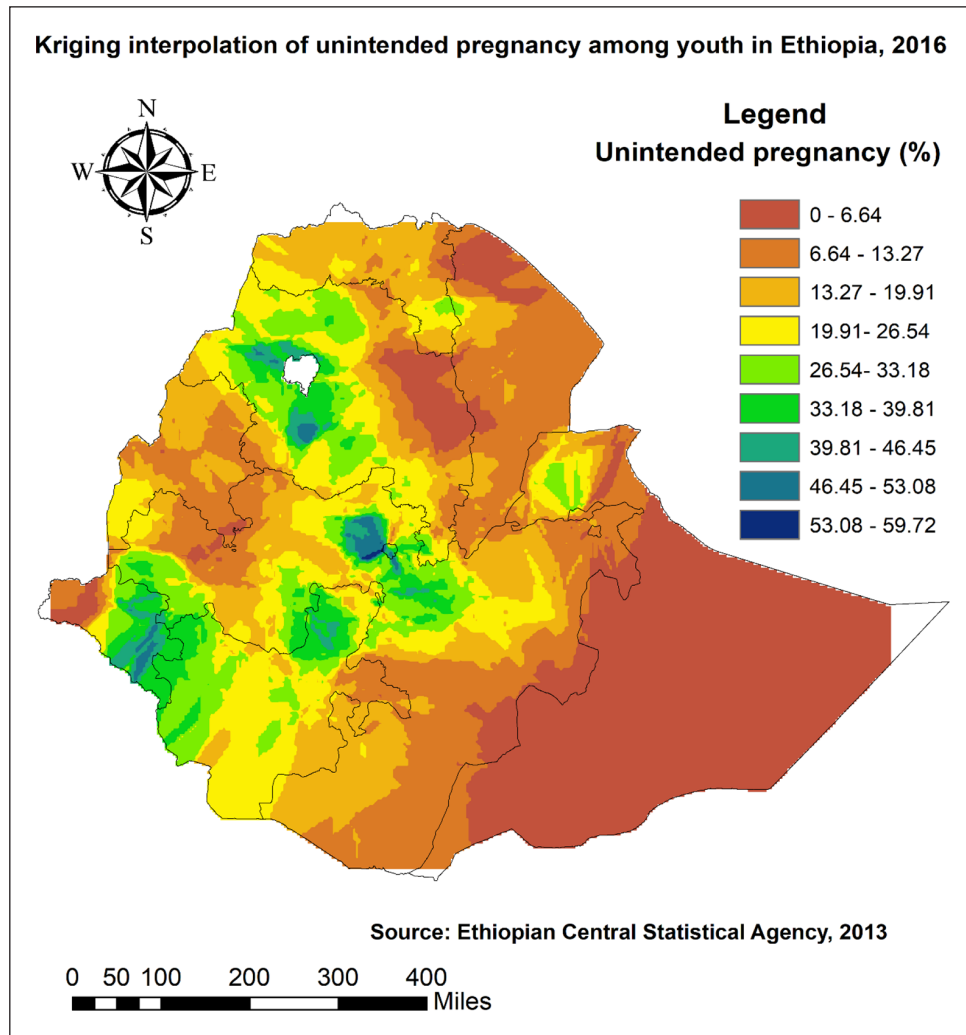 Kriging interpolation of unintended pregnancy among youth in Ethiopia, 2016
N
W E
S
Legend
Unintended pregnancy (%)
0 - 6.64
6.64 - 13.27
13.27 - 19.91
19.91- 26.54
26.54- 33.18
33.18 - 39.81
39.81 - 46.45
46.45 - 53.08
53.08 - 59.72
Source: Ethiopian Central Statistical Agency, 2013
0 50 100 200 300 400
Miles